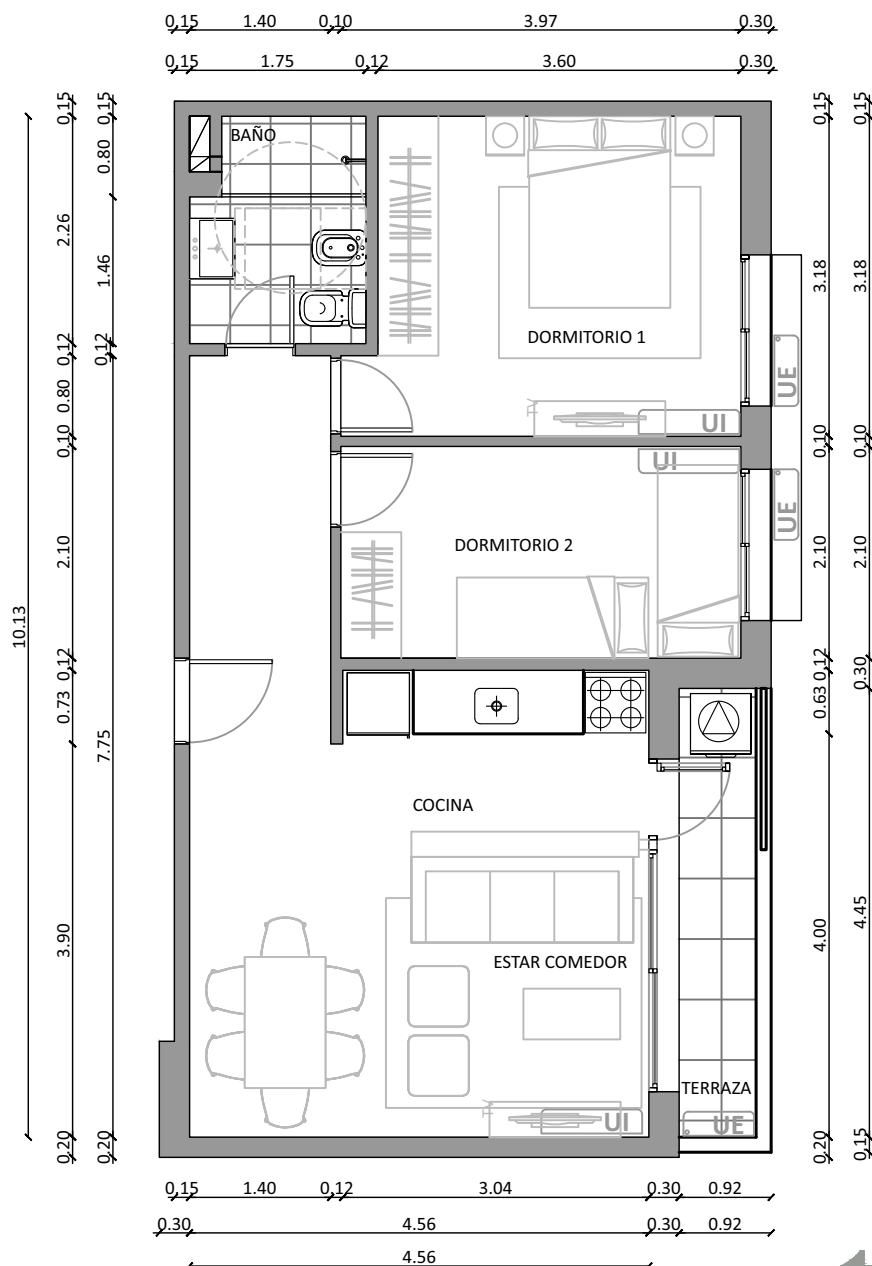 0,15 1.40 0,10 3.97 0.30
0,15 1.75 0,12 3.60 0.30
10.13
0,15
2.26
0,12
0.80
0,10
2.10
0,12
0.73
3.90
0,20
0,15
0.80
1.46
0,12
7.75
0,20
BAÑO
DORMITORIO 1
UE
TV
UI
UI
UE
DORMITORIO 2
COCINA
ESTAR COMEDOR
TERRAZA
TV
UI
UE
0,15
3.18
0,10
2.10
0,12
0.63
4.00
0,20
0,15
3.18
0,10
2.10
0.30
4.45
0,15
0,15 1.40 0,12 3.04 0.30 0.92
0.30 4.56 0.30 0.92
4.56